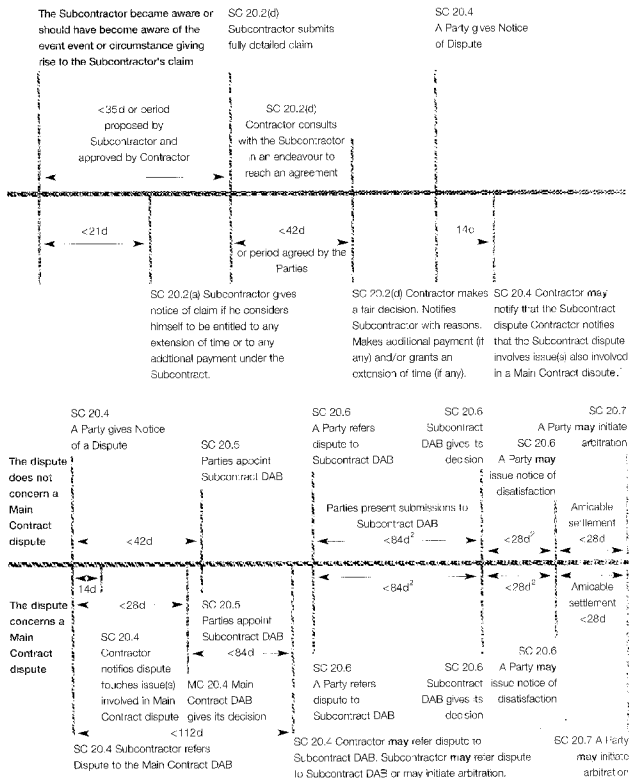 The Subcontractor became aware or
should have become aware of the
event event or circumstance giving
rise to the Subcontractor's claim
SC 20.2(d)
Subcontractor submits
fully detailed claim
SC 20.4
A Party gives Notice
of Dispute
<35d or period
proposed by
Subcontractor and
approved by Contractor
SC 20.2(d)
Contractor consults
with the Subcontractor
in an endeavour to
reach an agreement
<21d
<42d
or period agreed by the
Parties
14d
SC 20.2(a) Subcontractor gives
notice of claim if he considers
himself to be entitled to any
extension of time or to any
addtional payment under the
Subcontract.
SC 20.2(d) Contractor makes
a fair decision. Notifies
Subcontractor with reasons.
Makes additional payment (if
any) and/or grants an
extension of time (if any).
SC 20.4 Contractor may
notify that the Subcontract
dispute Contractor notifies
that the Subcontract dispute
involves issue(s) also involved
in a Main Contract dispute.
SC 20.4
A Party gives Notice
of a Dispute
SC 20.5
Parties appoint
Subcontract DAB
SC 20.6
A Party refers
dispute to
Subcontract DAB
SC 20.6
Subcontract
DAB gives its
decision
SC 20.6
A Party may
issue notice of
disatisfaction
SC 20.7
A Party may initiate
arbitration
The dispute
does not
concern a
Main
Contract
dispute
<42d
Parties present submissions to
Subcontract DAB
<84d²
<28d²
Amicable
settlement
<28d
14d
<28d
<84d²
<28d²
Amicable
settlement
<28d
The dispute
concerns a
Main
Contract
dispute
SC 20.4
Contractor
notifies dispute
touches issue(s)
involved in Main
Contract dispute
SC 20.5
Parties appoint
Subcontract DAB
<84d
MC 20.4 Main
Contract DAB
gives its decision
<112d
SC 20.6
A Party refers
dispute to
Subcontract DAB
SC 20.6
Subcontract
DAB gives its
decision
SC 20.6
A Party may
issue notice of
disatisfaction
SC 20.4 Subcontractor refers
Dispute to the Main Contract DAB
SC 20.4 Contractor may refer dispute to
Subcontract DAB. Subcontractor may refer dispute
to Subcontract DAB or may initiate arbitration.
SC 20.7 A Party
may initiate
arbitration